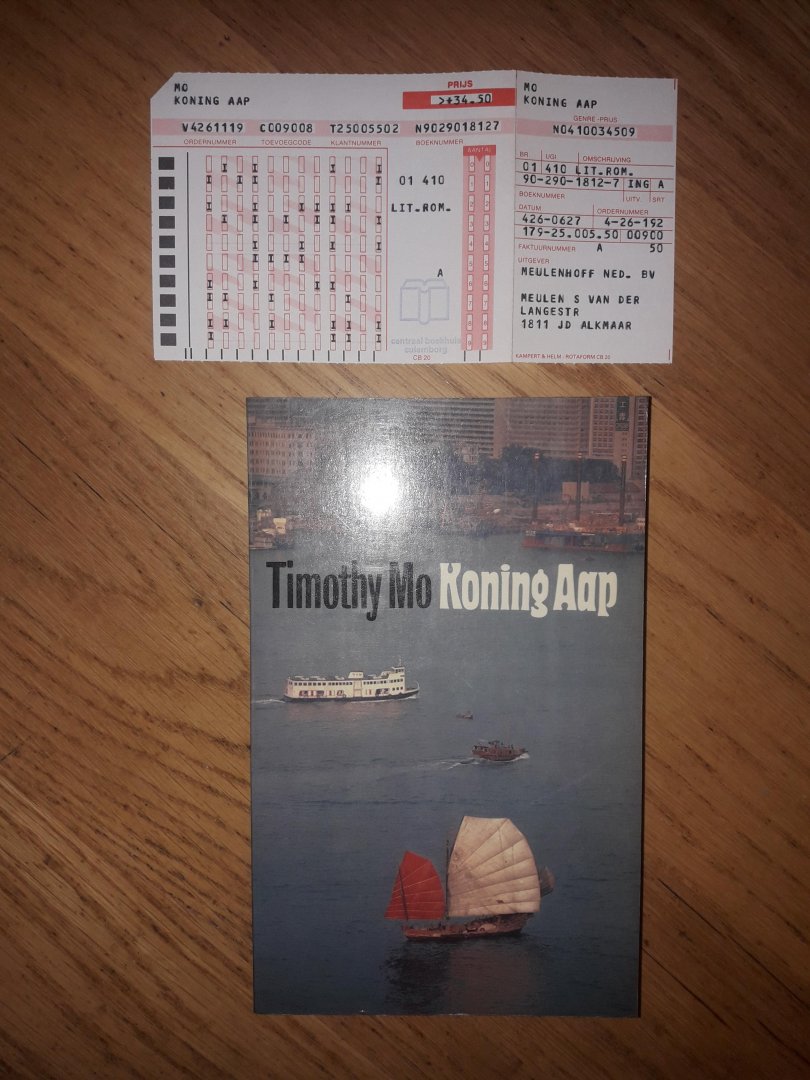 MO
KONING AAP
PRIJS
>+34.50
V4261119 C009008 T25005502 N9029018127
ORDERNUMMER TOEVOEGCODE KLANTNUMMER BOEKNUMMER
AANTAL
01 410
LIT.ROM.
A
centraal boekhuis
culemborg
CB 20
MO
KONING AAP
GENRE-PRIJS
N0410034509
BR. UGI OMSCHRIJVING
01 410 LIT.ROM.
90-290-1812-7 ING A
BOEKNUMMER UITV. SRT
DATUM ORDERNUMMER
426-0627 4-26-192
179-25.005.50 00900
FAKTUURNUMMER A 50
UITGEVER
MEULENHOFF NED. BV
MEULEN S VAN DER
LANGESTR
1811 JD ALKMAAR
KAMPERT & HELM - ROTAFORM CB 20
Timothy Mo Koning Aap